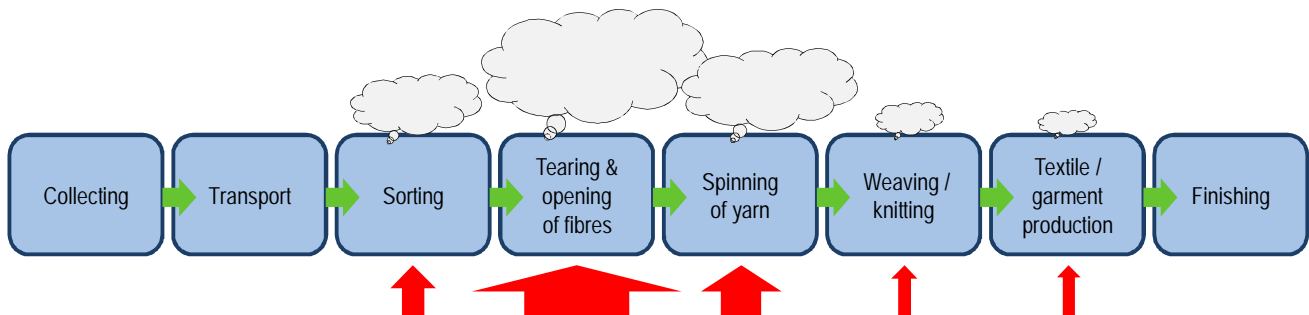 Collecting
Transport
Sorting
Tearing &
opening
of fibres
Spinning
of yarn
Weaving /
knitting
Textile /
garment
production
Finishing